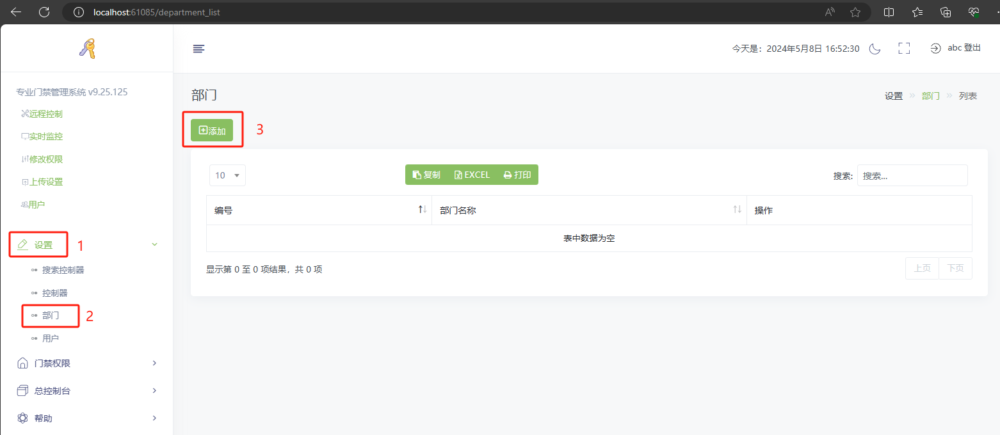 localhost:61085/department_list
今天是：2024年5月8日 16:52:30
abc 登出
专业门禁管理系统 v9.25.125
远程控制
实时监控
修改权限
上传设置
用户
设置
1
搜索控制器
控制器
部门
2
用户
门禁权限
总控制台
帮助
部门
设置 » 部门 » 列表
添加
3
10
复制 EXCEL 打印
搜索: 搜索...
编号 部门名称 操作
表中数据为空
显示第 0 至 0 项结果，共 0 项
上页 下页